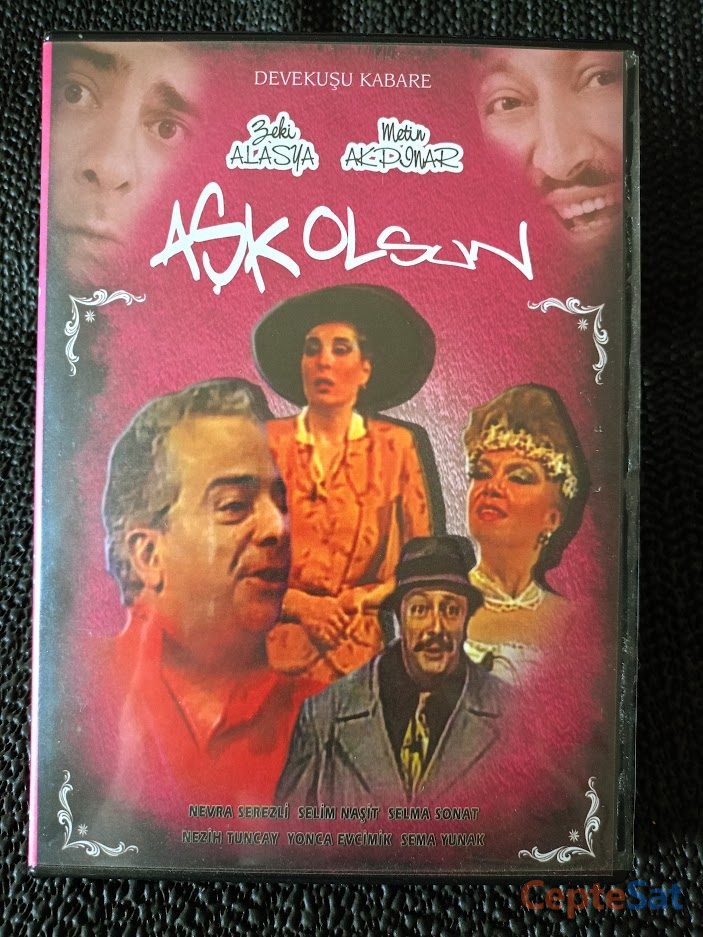 DEVEKUŞU KABARE
Zeki Metin
ALASYA AKPINAR
AŞK OLSUN
NEVRA SEREZLİ SELİM NAŞİT SELMA SONAT
NEZİH TUNCAY YONCA EVCİMİK SEMA YUNAK
CepteSat